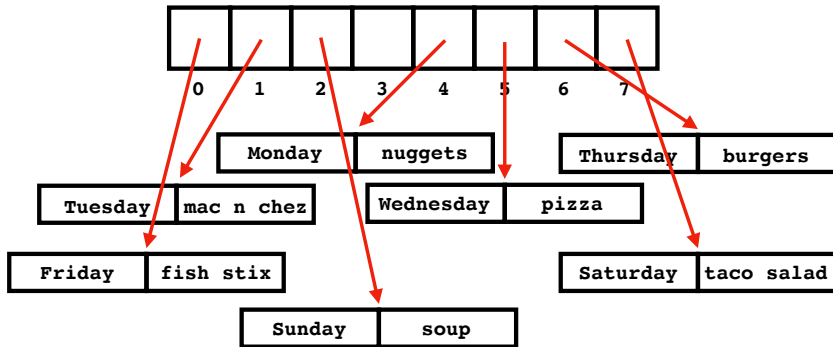 0 1 2 3 4 5 6 7
Monday nuggets
Thursday burgers
Tuesday mac n chez
Wednesday pizza
Friday fish stix
Saturday taco salad
Sunday soup